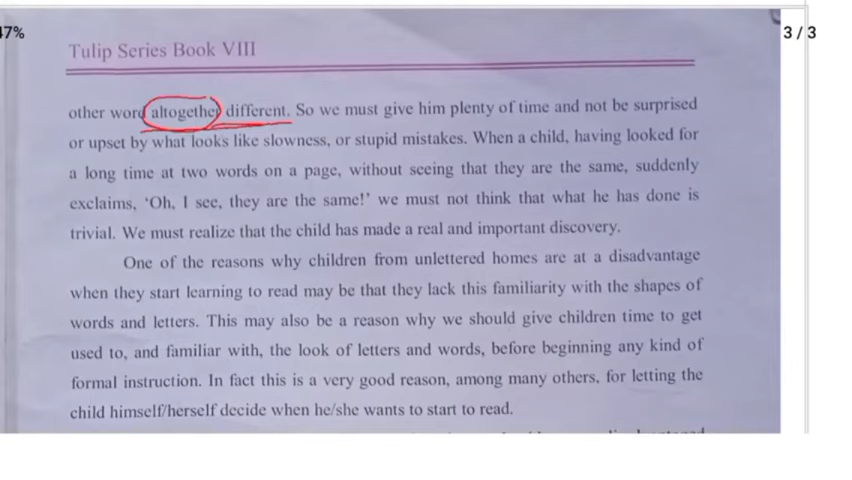 47%
3 / 3
Tulip Series Book VIII
other word altogether different. So we must give him plenty of time and not be surprised
or upset by what looks like slowness, or stupid mistakes. When a child, having looked for
a long time at two words on a page, without seeing that they are the same, suddenly
exclaims, ‘Oh, I see, they are the same!’ we must not think that what he has done is
trivial. We must realize that the child has made a real and important discovery.
One of the reasons why children from unlettered homes are at a disadvantage
when they start learning to read may be that they lack this familiarity with the shapes of
words and letters. This may also be a reason why we should give children time to get
used to, and familiar with, the look of letters and words, before beginning any kind of
formal instruction. In fact this is a very good reason, among many others, for letting the
child himself/herself decide when he/she wants to start to read.